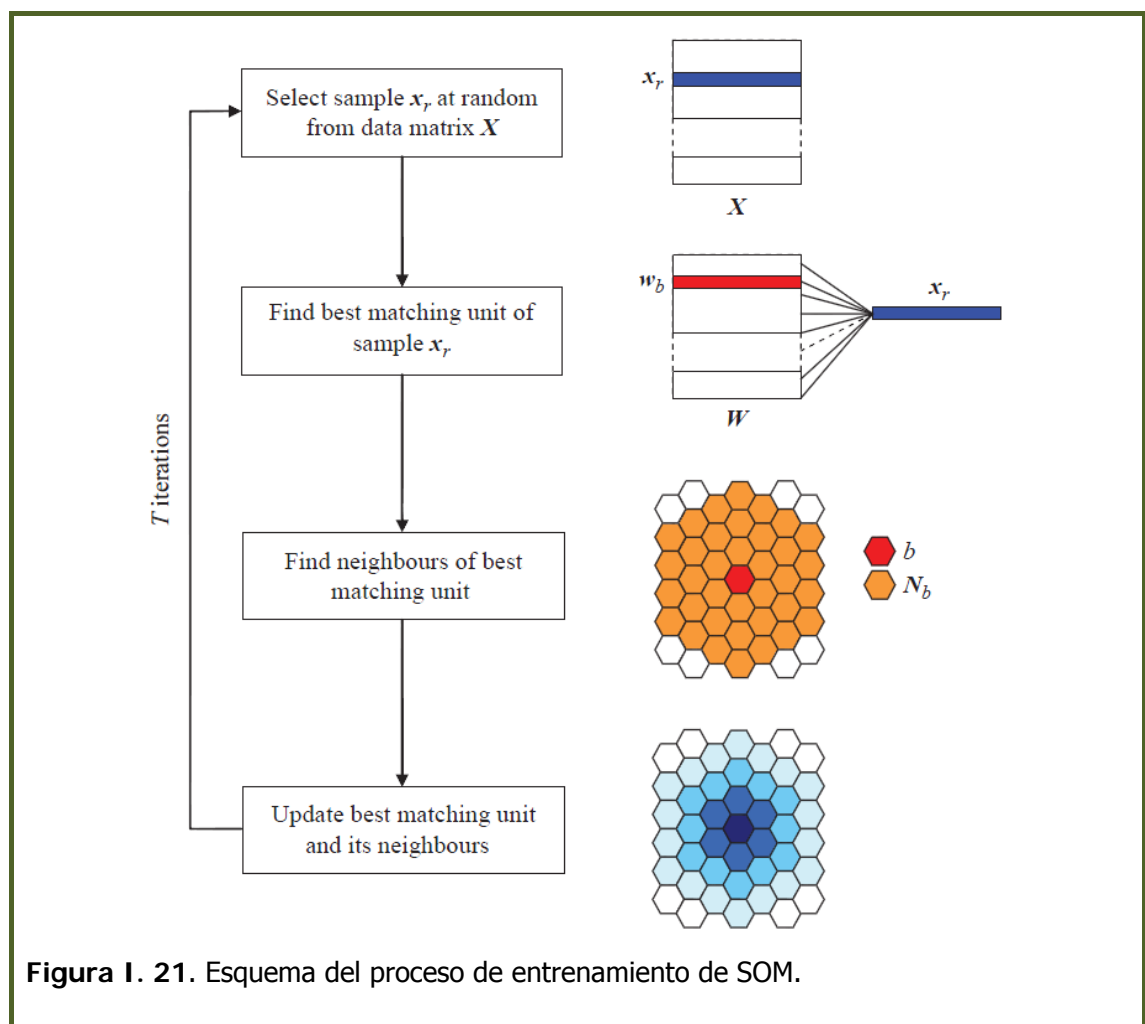 Select sample x_r at random
from data matrix X
x_r
X
Find best matching unit of
sample x_r.
w_b
x_r
W
T iterations
Find neighbours of best
matching unit
b
N_b
Update best matching unit
and its neighbours
Figura I. 21. Esquema del proceso de entrenamiento de SOM.